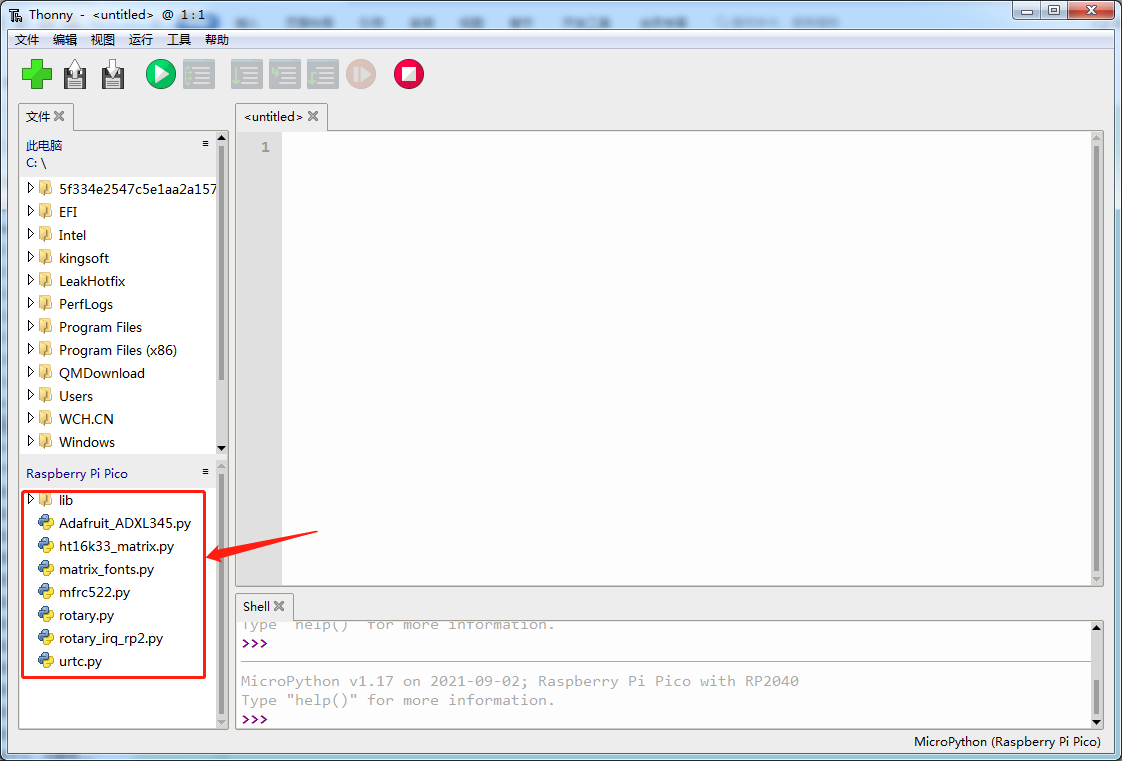 Thonny - <untitled> @ 1:1
文件 编辑 视图 运行 工具 帮助
文件
<untitled>
此电脑
C: \
5f334e2547c5e1aa2a157
EFI
Intel
kingsoft
LeakHotfix
PerfLogs
Program Files
Program Files (x86)
QMDownload
Users
WCH.CN
Windows
Raspberry Pi Pico
lib
Adafruit_ADXL345.py
ht16k33_matrix.py
matrix_fonts.py
mfrc522.py
rotary.py
rotary_irq_rp2.py
urtc.py
1
Shell
Type "help()" for more information.
>>>
MicroPython v1.17 on 2021-09-02; Raspberry Pi Pico with RP2040
Type "help()" for more information.
>>>
MicroPython (Raspberry Pi Pico)